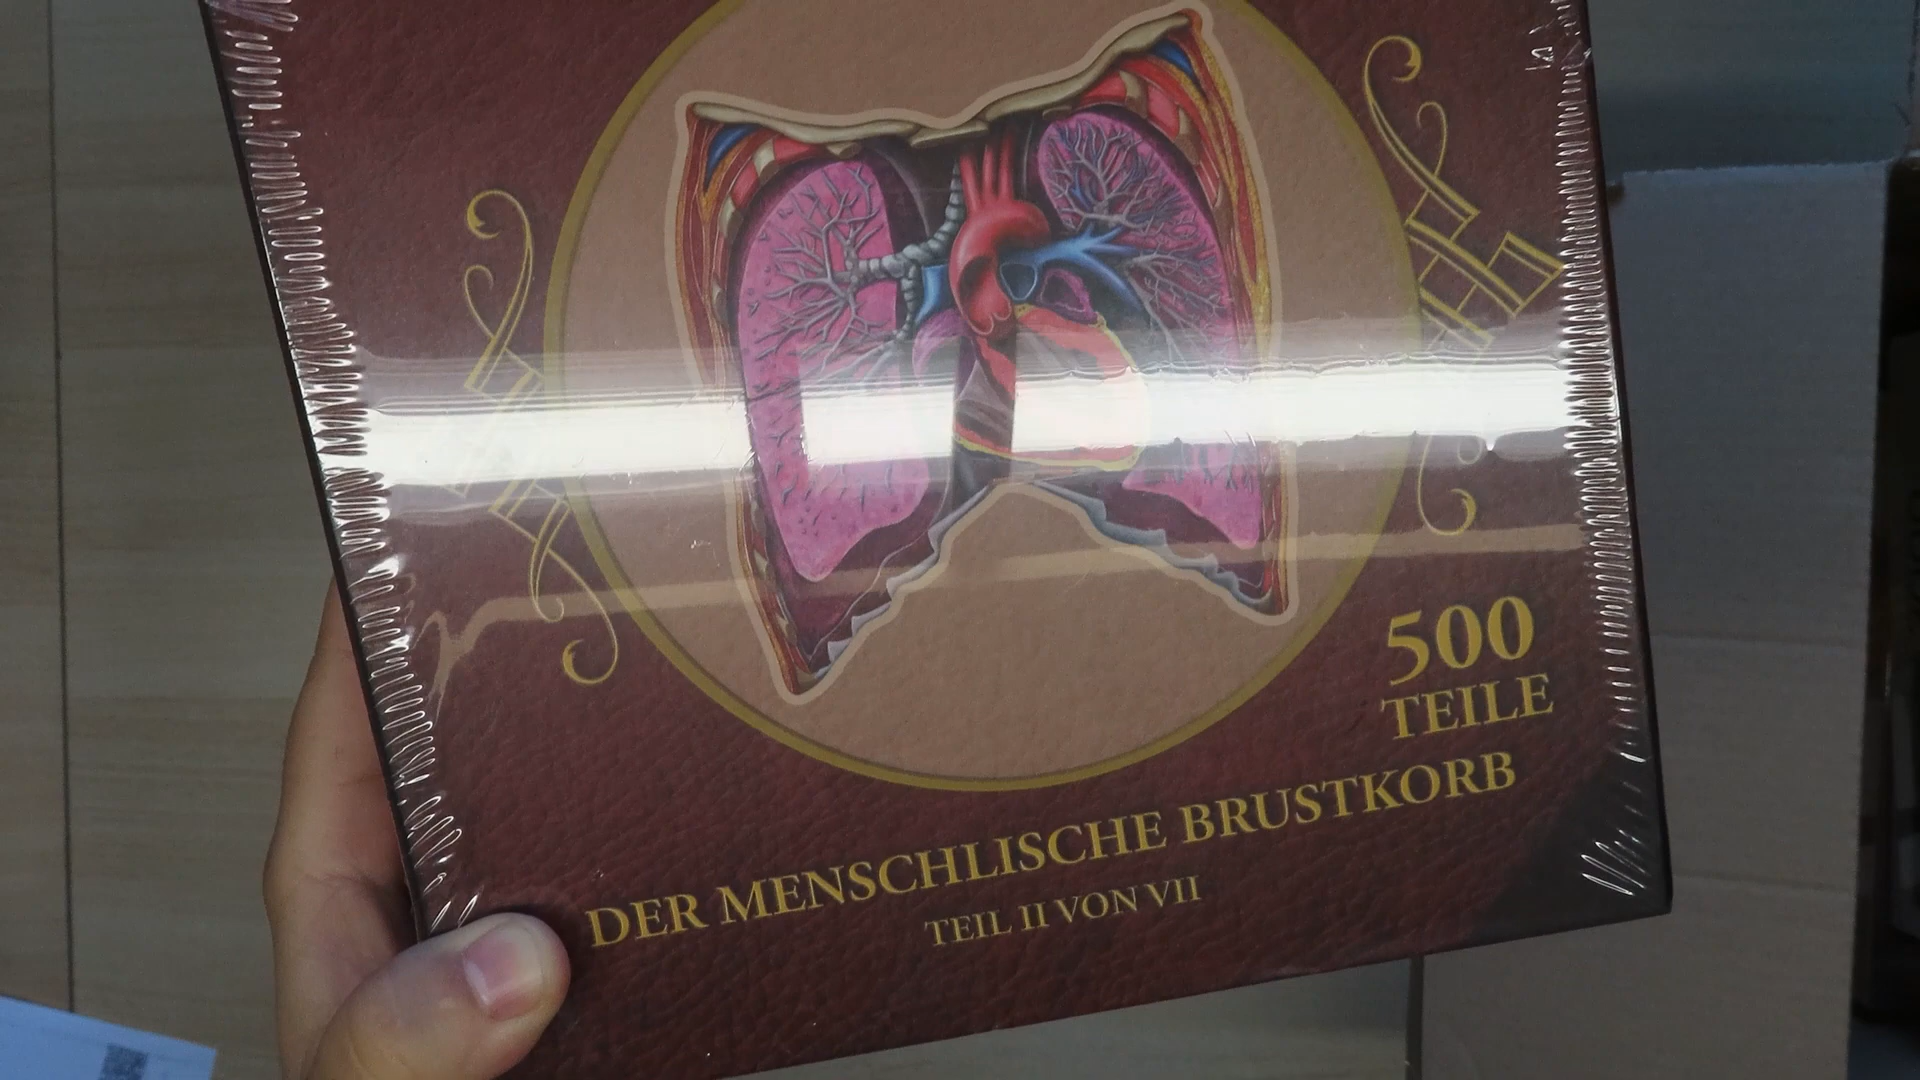 500
TEILE
DER MENSCHLISCHE BRUSTKORB
TEIL II VON VII